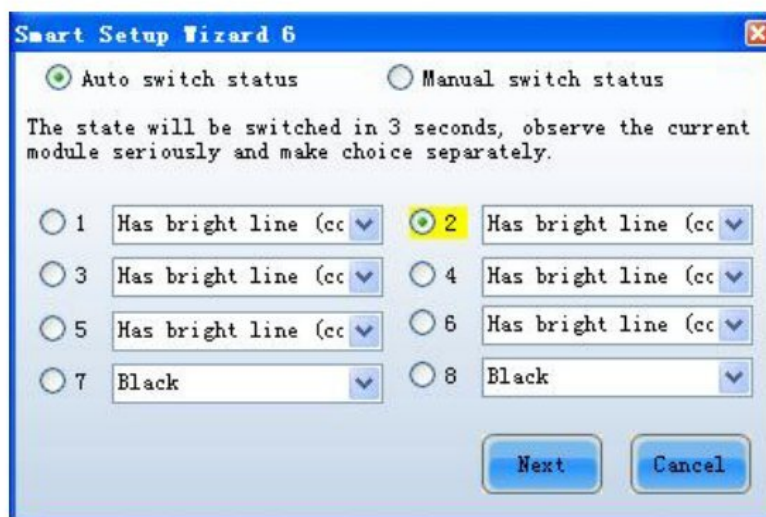 Smart Setup Wizard 6
Auto switch status Manual switch status
The state will be switched in 3 seconds, observe the current
module seriously and make choice separately.
1 Has bright line (cc 2 Has bright line (cc
3 Has bright line (cc 4 Has bright line (cc
5 Has bright line (cc 6 Has bright line (cc
7 Black 8 Black
Next Cancel